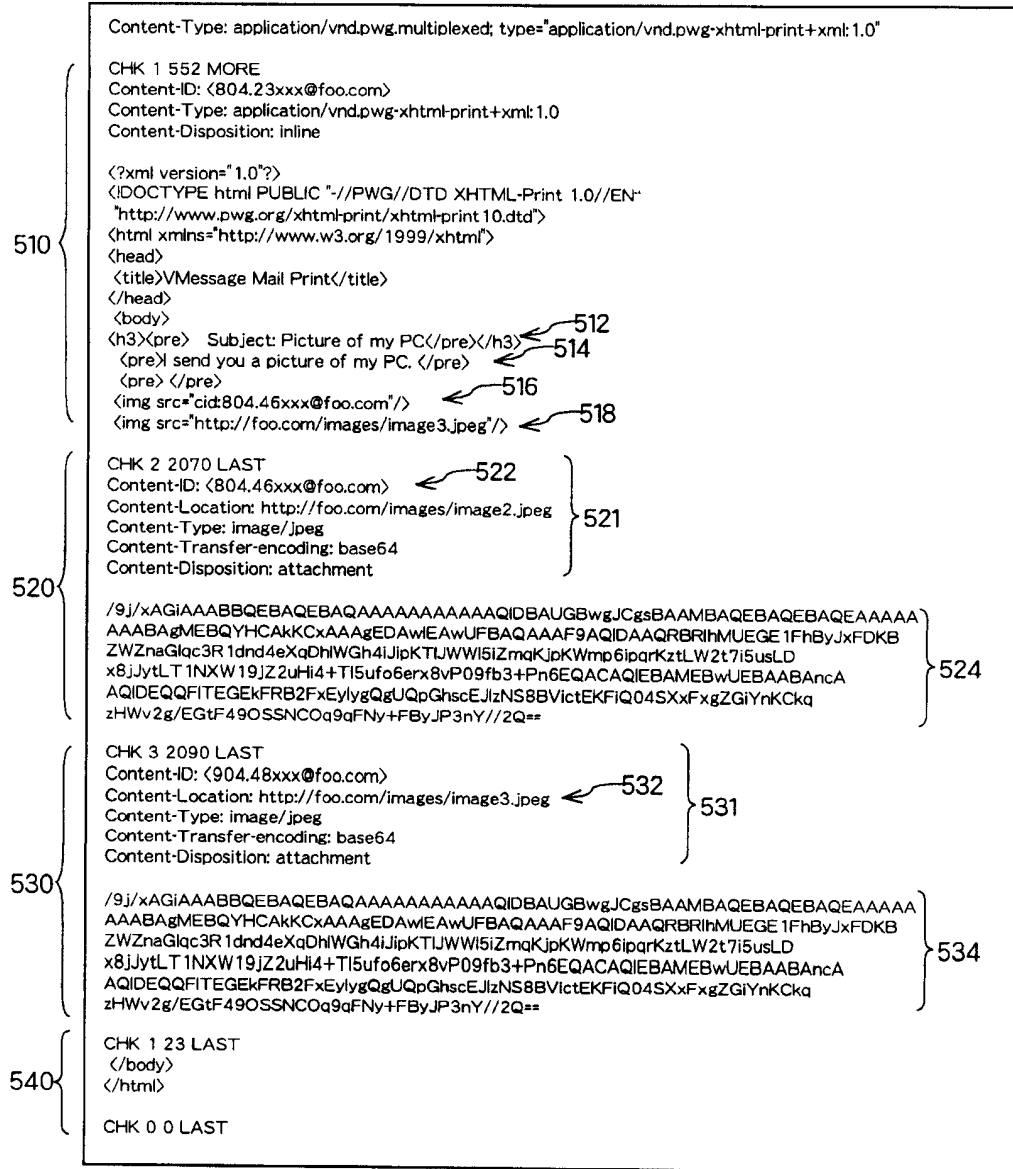 Content-Type: application/vnd.pwg.multiplexed; type="application/vnd.pwg-xhtml-print+xml:1.0"
510
CHK 1 552 MORE
Content-ID: <804.23xxx@foo.com>
Content-Type: application/vnd.pwg-xhtml-print+xml:1.0
Content-Disposition: inline
<?xml version="1.0"?>
<!DOCTYPE html PUBLIC "-//PWG//DTD XHTML-Print 1.0//EN"
"http://www.pwg.org/xhtml-print/xhtml-print10.dtd">
<html xmlns="http://www.w3.org/1999/xhtml">
<head>
<title>VMessage Mail Print</title>
</head>
<body>
<h3><pre> Subject: Picture of my PC</pre></h3> 512
<pre>I send you a picture of my PC. </pre> 514
<pre> </pre>
<img src="cid:804.46xxx@foo.com"/> 516
<img src="http://foo.com/images/image3.jpeg"/> 518
520
CHK 2 2070 LAST
Content-ID: <804.46xxx@foo.com> 522
Content-Location: http://foo.com/images/image2.jpeg 521
Content-Type: image/jpeg
Content-Transfer-encoding: base64
Content-Disposition: attachment
/9j/xAGiAAABBQEBAQEBAQAAAAAAAAAAAQIDBAUGBwgJCgsBAAMBAQEBAQEBAQEAAAAA
AAABAgMEBQYHCAkKCxAAAgEDAwIEAwUFBAQAAAF9AQIDAAQRBRIhMUEGE1FhByJxFDKB
ZWZnaGlqc3R1dnd4eXqDhIWGh4iJipKTlJWWl5iZmqKjpKWmp6ipqrKztLW2t7i5usLD 524
x8jJytLT1NXW19jZ2uHi4+Tl5ufo6erx8vP09fb3+Pn6EQACAQIEBAMEBwUEBAABAncA
AQIDEQQFITEGEkFRB2FxEyIygQgUQpGhscEJIzNS8BVictEKFiQ04SXxFxgZGiYnKCkq
zHWv2g/EGtF49OSSNCOq9qFNy+FByJP3nY//2Q==
530
CHK 3 2090 LAST
Content-ID: <904.48xxx@foo.com>
Content-Location: http://foo.com/images/image3.jpeg 532
Content-Type: image/jpeg 531
Content-Transfer-encoding: base64
Content-Disposition: attachment
/9j/xAGiAAABBQEBAQEBAQAAAAAAAAAAAQIDBAUGBwgJCgsBAAMBAQEBAQEBAQEAAAAA
AAABAgMEBQYHCAkKCxAAAgEDAwIEAwUFBAQAAAF9AQIDAAQRBRIhMUEGE1FhByJxFDKB
ZWZnaGlqc3R1dnd4eXqDhIWGh4iJipKTlJWWl5iZmqKjpKWmp6ipqrKztLW2t7i5usLD 534
x8jJytLT1NXW19jZ2uHi4+Tl5ufo6erx8vP09fb3+Pn6EQACAQIEBAMEBwUEBAABAncA
AQIDEQQFITEGEkFRB2FxEyIygQgUQpGhscEJIzNS8BVictEKFiQ04SXxFxgZGiYnKCkq
zHWv2g/EGtF49OSSNCOq9qFNy+FByJP3nY//2Q==
540
CHK 1 23 LAST
</body>
</html>
CHK 0 0 LAST